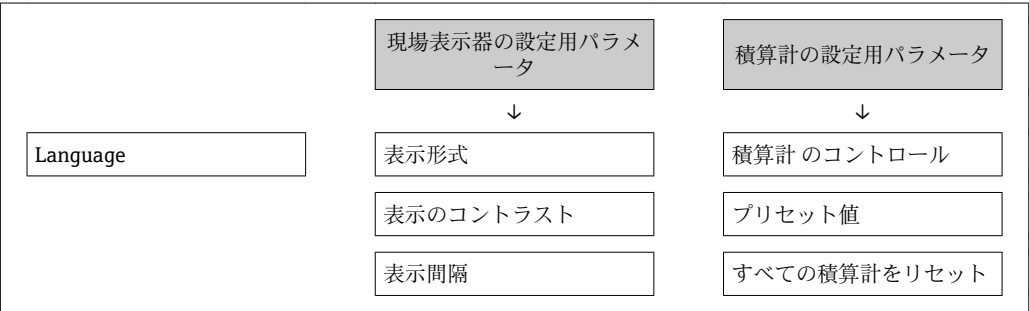 現場表示器の設定用パラメ
ータ
積算計の設定用パラメータ
↓
↓
Language
表示形式
積算計 のコントロール
表示のコントラスト
プリセット値
表示間隔
すべての積算計をリセット